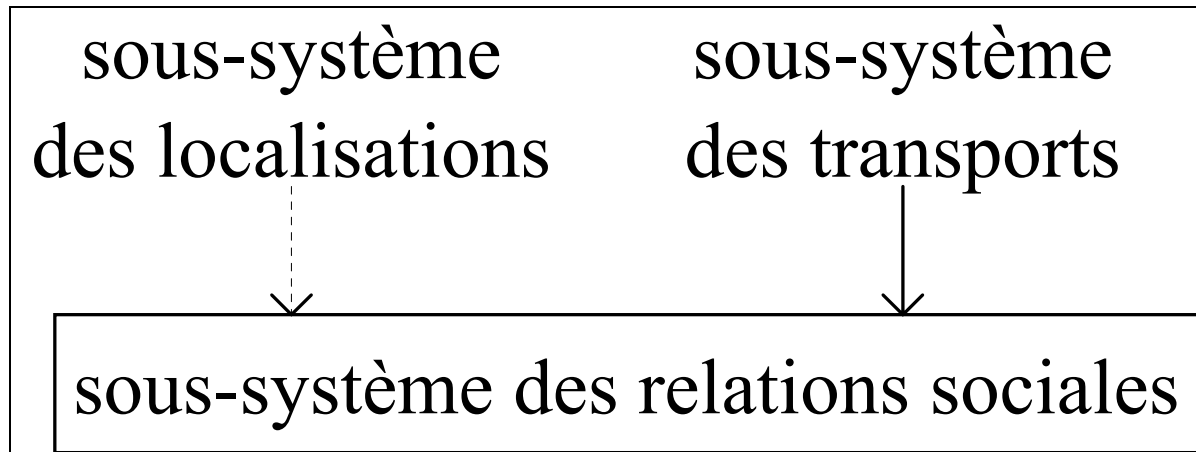 sous-système
des localisations
sous-système
des transports
sous-système des relations sociales